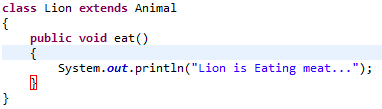 class Lion extends Animal
{
    public void eat()
    {
        System.out.println("Lion is Eating meat...");
    }
}